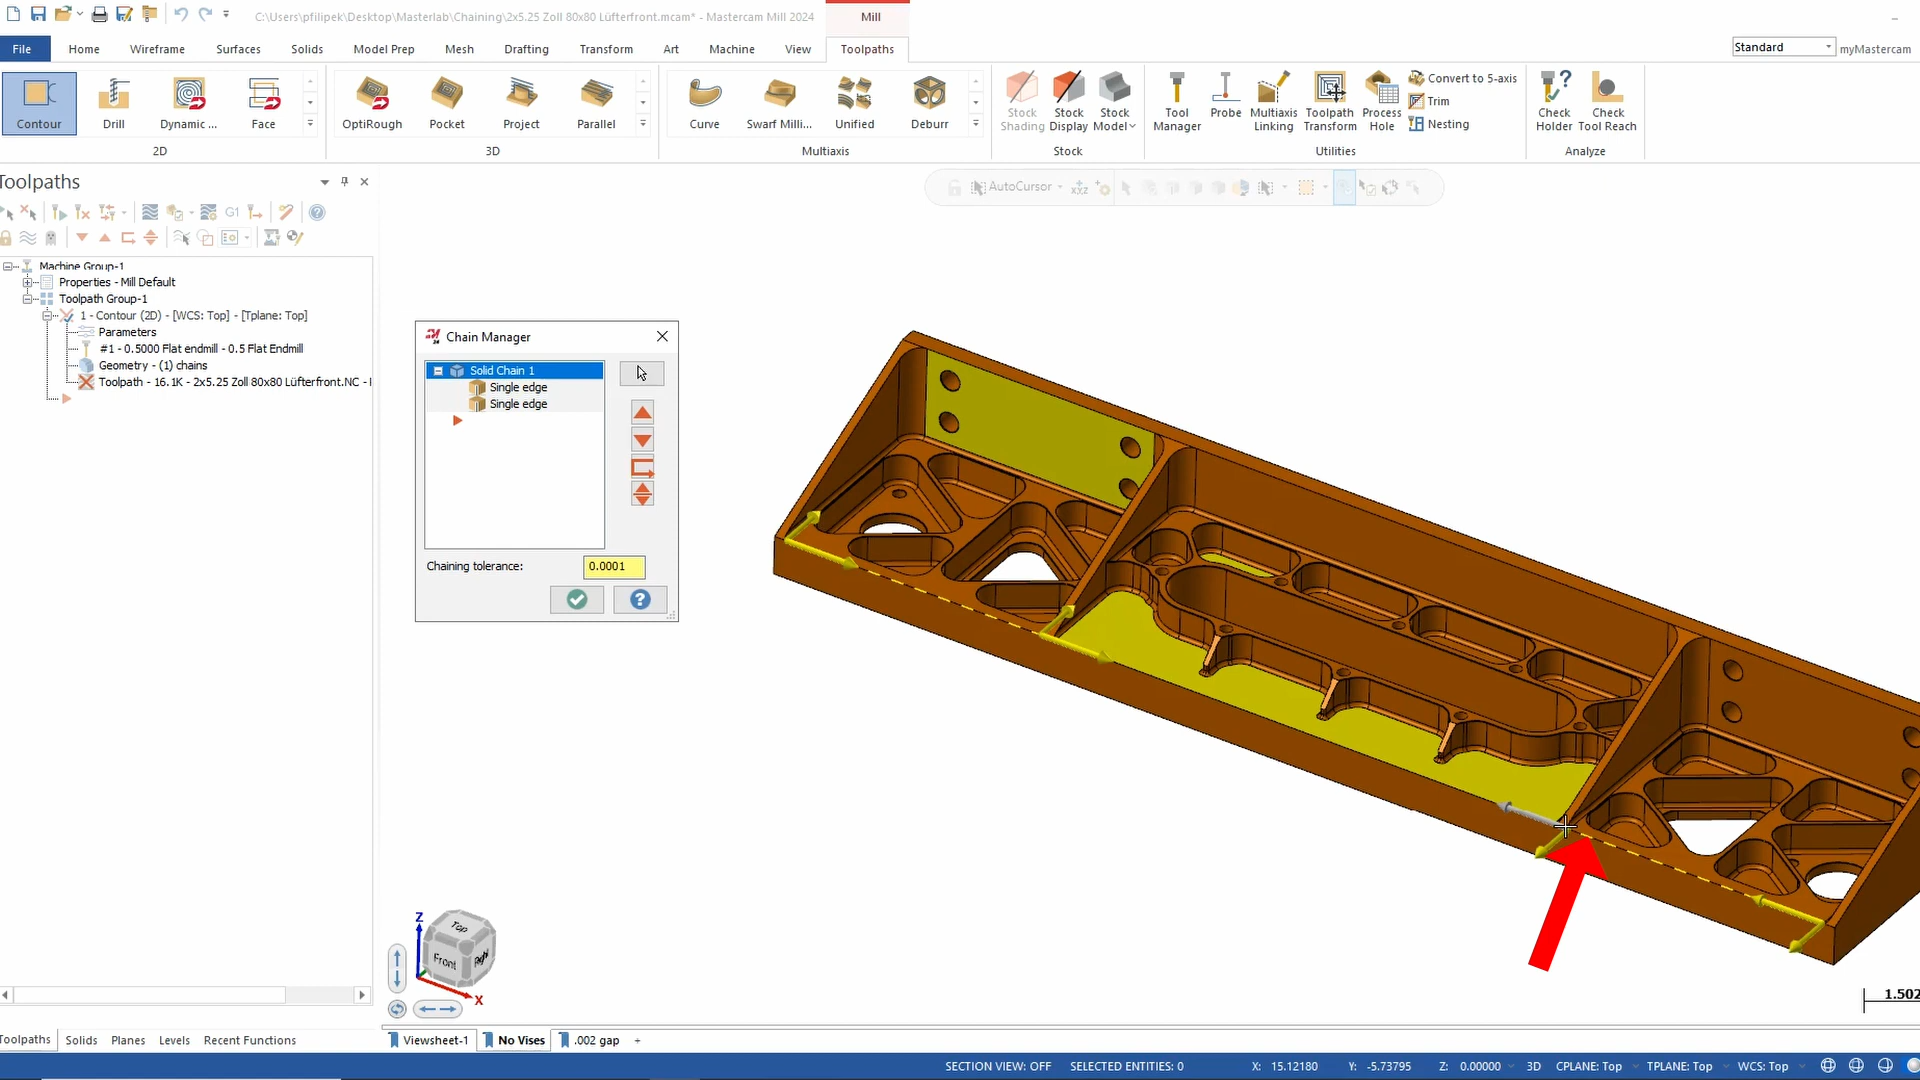 C:\Users\pfilipek\Desktop\Masterlab\Chaining\2x5.25 Zoll 80x80 Lüfterfront.mcam* - Mastercam Mill 2024
Mill
File
Home
Wireframe
Surfaces
Solids
Model Prep
Mesh
Drafting
Transform
Art
Machine
View
Toolpaths
Standard
myMastercam
Contour
Drill
Dynamic ...
Face
2D
OptiRough
Pocket
Project
Parallel
3D
Curve
Swarf Milli...
Unified
Deburr
Multiaxis
Stock Shading
Stock Display
Stock Model
Stock
Tool Manager
Probe
Multiaxis Linking
Toolpath Transform
Process Hole
Convert to 5-axis
Trim
Nesting
Utilities
Check Holder
Check Tool Reach
Analyze
Toolpaths
AutoCursor
G1
Machine Group-1
Properties - Mill Default
Toolpath Group-1
1 - Contour (2D) - [WCS: Top] - [Tplane: Top]
Parameters
#1 - 0.5000 Flat endmill - 0.5 Flat Endmill
Geometry - (1) chains
Toolpath - 16.1K - 2x5.25 Zoll 80x80 Lüfterfront.NC -
Chain Manager
Solid Chain 1
Single edge
Single edge
Chaining tolerance:
0.0001
Z
Top
Front
Right
X
1.502
Toolpaths
Solids
Planes
Levels
Recent Functions
Viewsheet-1
No Vises
.002 gap
+
SECTION VIEW: OFF
SELECTED ENTITIES: 0
X: 15.12180
Y: -5.73795
Z: 0.00000
3D
CPLANE: Top
TPLANE: Top
WCS: Top